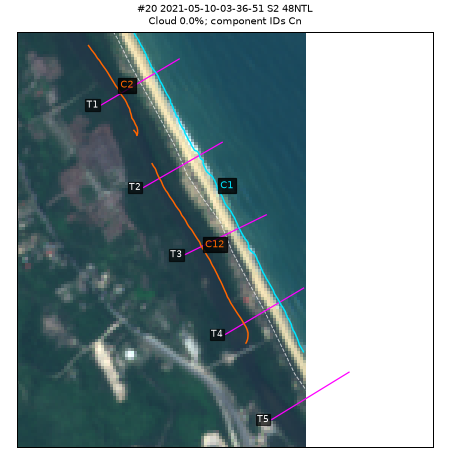 #20 2021-05-10-03-36-51 S2 48NTL
Cloud 0.0%; component IDs Cn
C2
T1
T2
C1
C12
T3
T4
T5